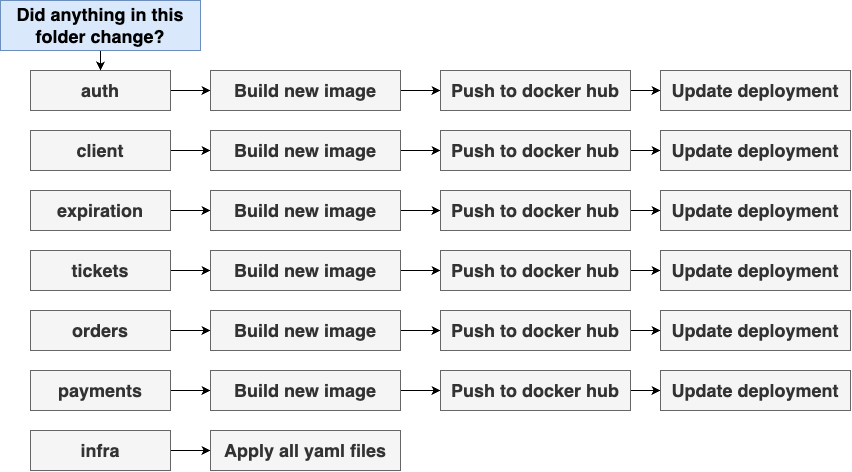 Did anything in this
folder change?
auth
Build new image
Push to docker hub
Update deployment
client
Build new image
Push to docker hub
Update deployment
expiration
Build new image
Push to docker hub
Update deployment
tickets
Build new image
Push to docker hub
Update deployment
orders
Build new image
Push to docker hub
Update deployment
payments
Build new image
Push to docker hub
Update deployment
infra
Apply all yaml files